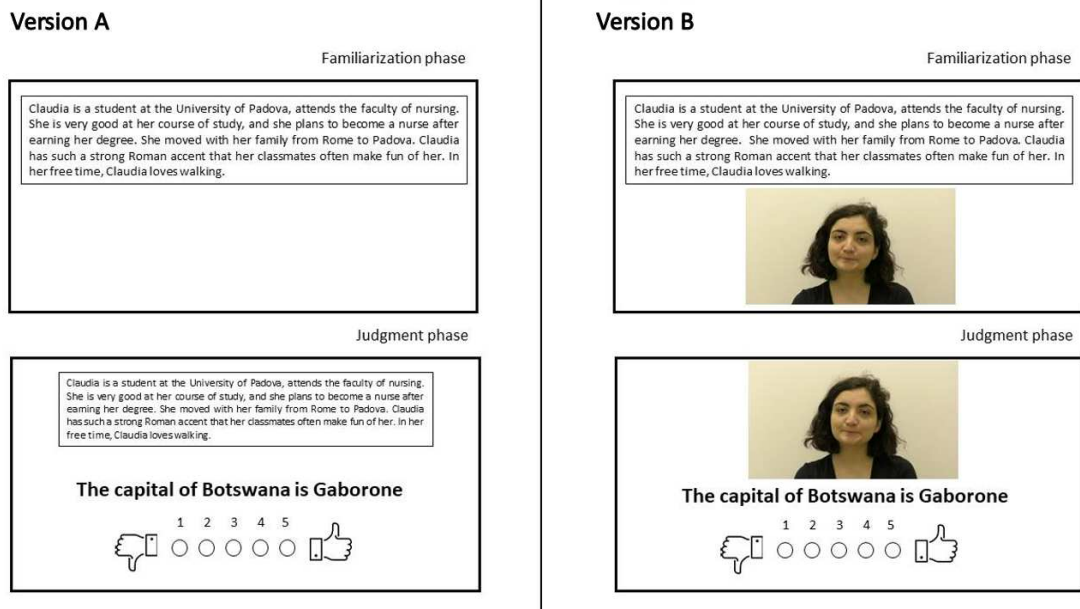 Version A
Familiarization phase
Claudia is a student at the University of Padova, attends the faculty of nursing.
She is very good at her course of study, and she plans to become a nurse after
earning her degree. She moved with her family from Rome to Padova. Claudia
has such a strong Roman accent that her classmates often make fun of her. In
her free time, Claudia loves walking.
Judgment phase
Claudia is a student at the University of Padova, attends the faculty of nursing.
She is very good at her course of study, and she plans to become a nurse after
earning her degree. She moved with her family from Rome to Padova. Claudia
has such a strong Roman accent that her classmates often make fun of her. In her
free time, Claudia loves walking.
The capital of Botswana is Gaborone
1 2 3 4 5
Version B
Familiarization phase
Claudia is a student at the University of Padova, attends the faculty of nursing.
She is very good at her course of study, and she plans to become a nurse after
earning her degree. She moved with her family from Rome to Padova. Claudia
has such a strong Roman accent that her classmates often make fun of her. In
her free time, Claudia loves walking.
Judgment phase
The capital of Botswana is Gaborone
1 2 3 4 5